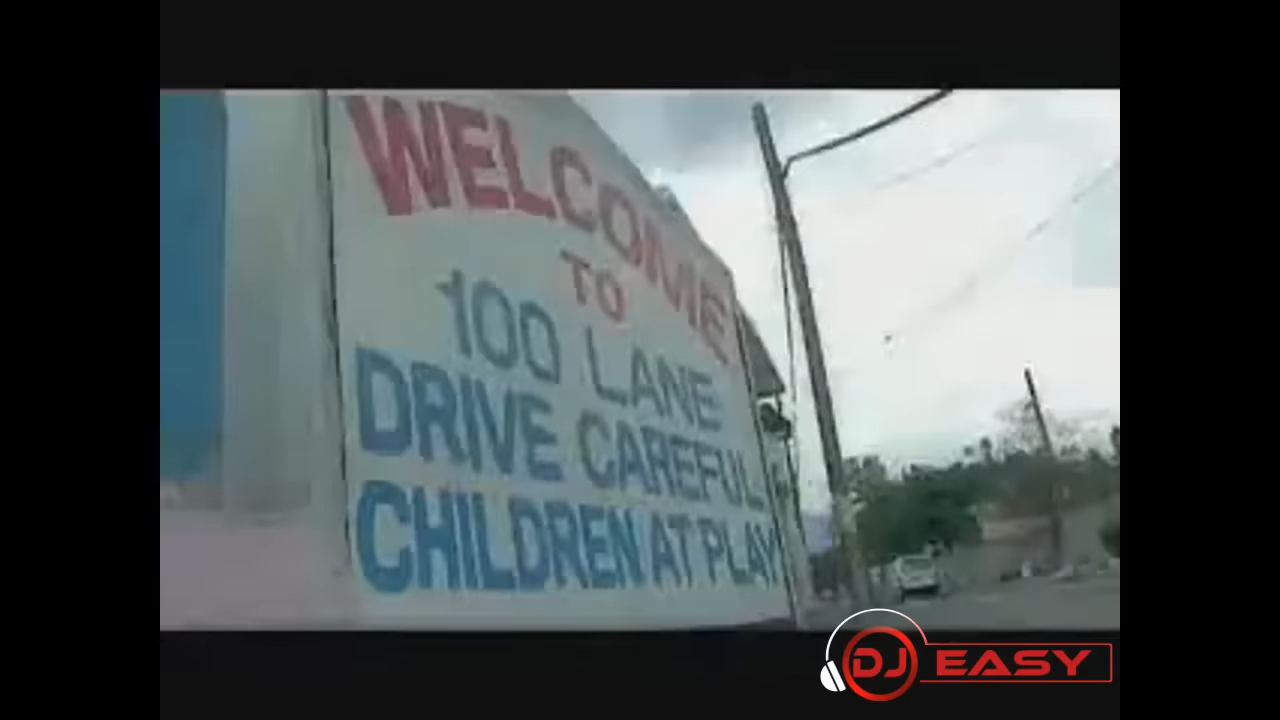 WELCOME
TO
100 LANE
DRIVE CAREFUL
CHILDREN AT PLAY
DJ EASY